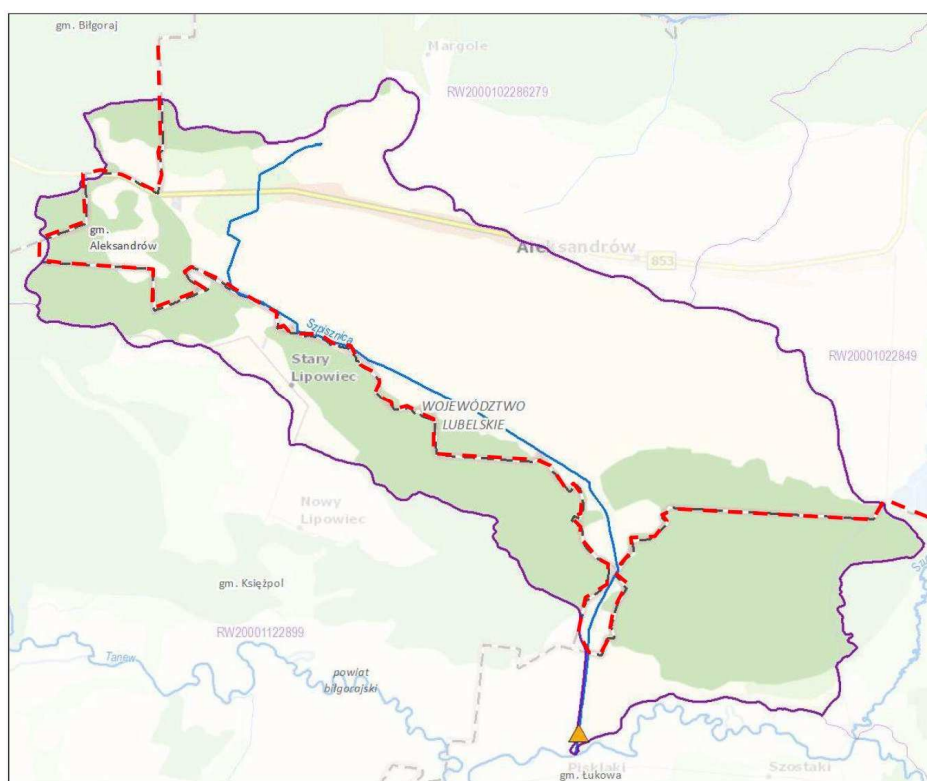 gm. Biłgoraj
Margole
RW2000102286279
gm.
Aleksandrów
Aleksandrów
853
Szpisznica
Stary
Lipowiec
RW20001022849
WOJEWÓDZTWO
LUBELSKIE
Nowy
Lipowiec
gm. Księżpol
RW20001122899
Tanew
powiat
biłgorajski
Pisklaki
Szostaki
gm. Łukowa